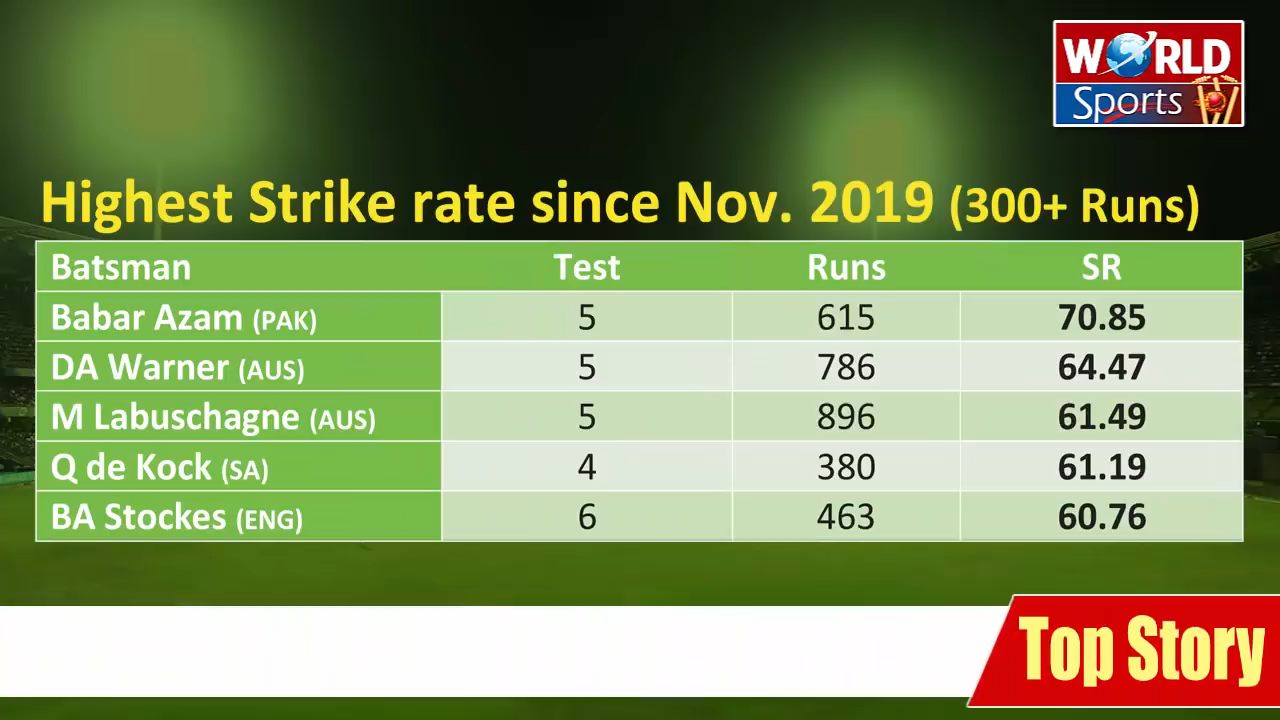 WORLD
Sports
Highest Strike rate since Nov. 2019 (300+ Runs)
Batsman Test Runs SR
Babar Azam (PAK) 5 615 70.85
DA Warner (AUS) 5 786 64.47
M Labuschagne (AUS) 5 896 61.49
Q de Kock (SA) 4 380 61.19
BA Stockes (ENG) 6 463 60.76
Top Story